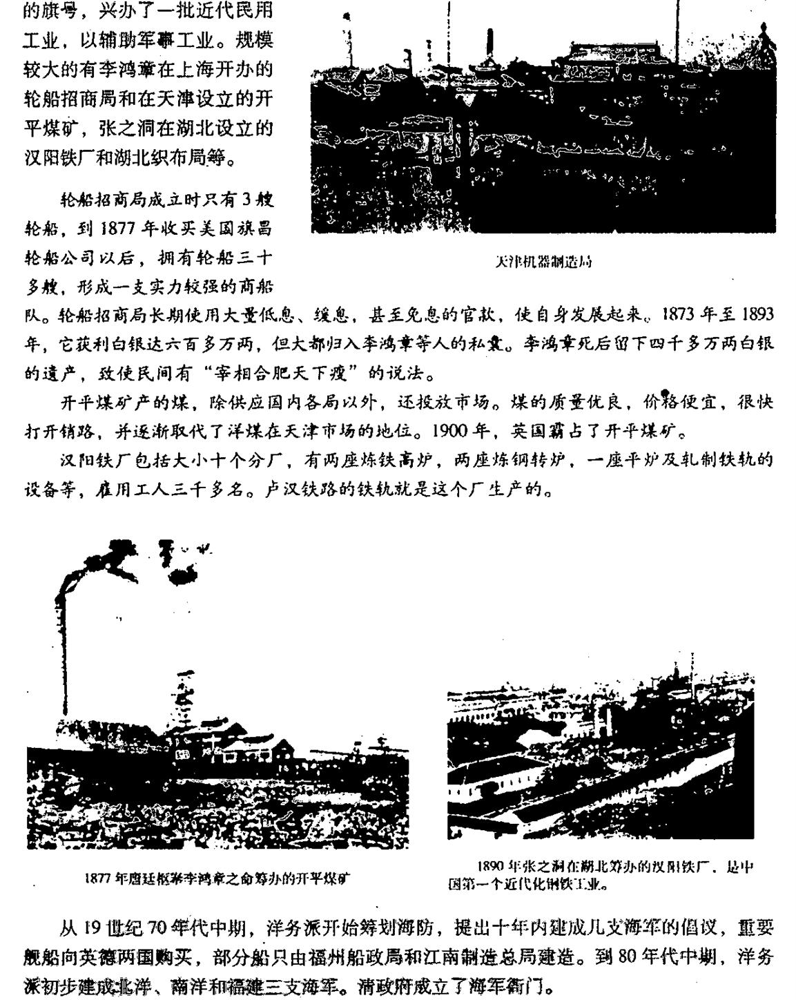 的旗号，兴办了一批近代民用
工业，以辅助军事工业。规模
较大的有李鸿章在上海开办的
轮船招商局和在天津设立的开
平煤矿，张之洞在湖北设立的
汉阳铁厂和湖北织布局等。
轮船招商局成立时只有3艘
轮船，到1877年收买美国旗昌
轮船公司以后，拥有轮船三十
多艘，形成一支实力较强的商船
天津机器制造局
队。轮船招商局长期使用大量低息、缓息，甚至免息的官款，使自身发展起来。1873年至1893
年，它获利白银达六百多万两，但大都归入李鸿章等人的私囊。李鸿章死后留下四千多万两白银
的遗产，致使民间有“宰相合肥天下瘦”的说法。
开平煤矿产的煤，除供应国内各局以外，还投放市场。煤的质量优良，价格便宜，很快
打开销路，并逐渐取代了洋煤在天津市场的地位。1900年，英国霸占了开平煤矿。
汉阳铁厂包括大小十个分厂，有两座炼铁高炉，两座炼钢转炉，一座平炉及轧制铁轨的
设备等，雇用工人三千多名。卢汉铁路的铁轨就是这个厂生产的。
1877年唐廷枢奉李鸿章之命筹办的开平煤矿
1890年张之洞在湖北筹办的汉阳铁厂，是中
国第一个近代化钢铁工业。
从19世纪70年代中期，洋务派开始筹划海防，提出十年内建成几支海军的倡议，重要
舰船向英德两国购买，部分船只由福州船政局和江南制造总局建造。到80年代中期，洋务
派初步建成北洋、南洋和福建三支海军。清政府成立了海军衙门。